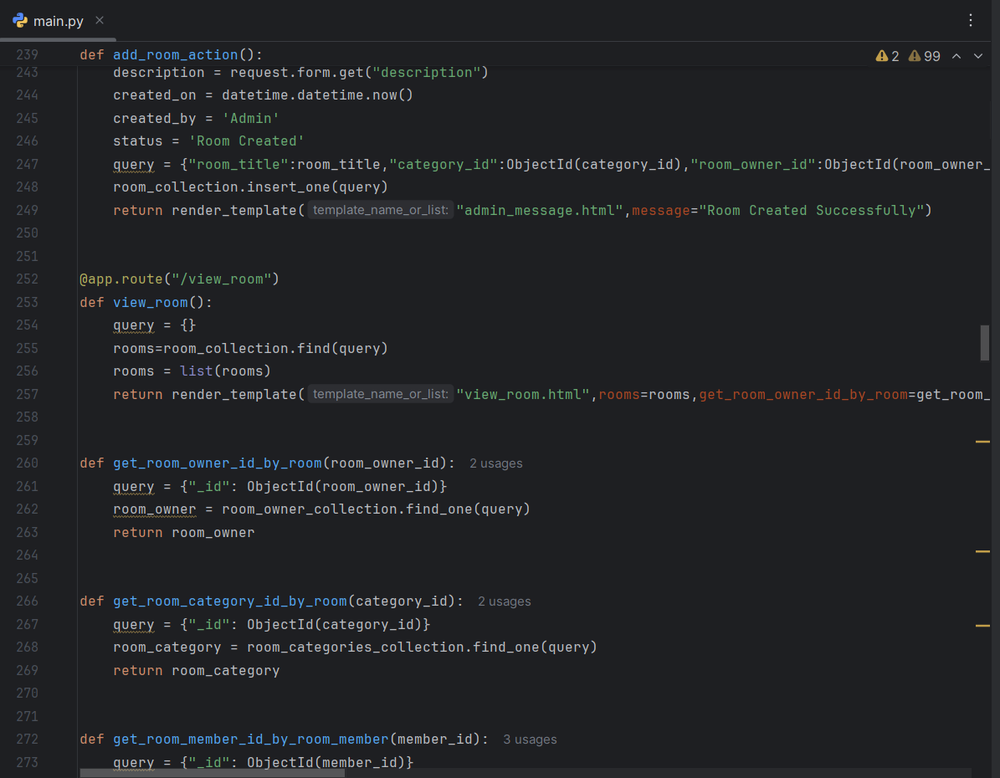 main.py
239 def add_room_action():
2 99
243 description = request.form.get("description")
244 created_on = datetime.datetime.now()
245 created_by = 'Admin'
246 status = 'Room Created'
247 query = {"room_title":room_title,"category_id":ObjectId(category_id),"room_owner_id":ObjectId(room_owner_
248 room_collection.insert_one(query)
249 return render_template( template_name_or_list: "admin_message.html",message="Room Created Successfully")
250
251
252 @app.route("/view_room")
253 def view_room():
254 query = {}
255 rooms=room_collection.find(query)
256 rooms = list(rooms)
257 return render_template( template_name_or_list: "view_room.html",rooms=rooms,get_room_owner_id_by_room=get_room_
258
259
260 def get_room_owner_id_by_room(room_owner_id): 2 usages
261 query = {"_id": ObjectId(room_owner_id)}
262 room_owner = room_owner_collection.find_one(query)
263 return room_owner
264
265
266 def get_room_category_id_by_room(category_id): 2 usages
267 query = {"_id": ObjectId(category_id)}
268 room_category = room_categories_collection.find_one(query)
269 return room_category
270
271
272 def get_room_member_id_by_room_member(member_id): 3 usages
273 query = {"_id": ObjectId(member_id)}